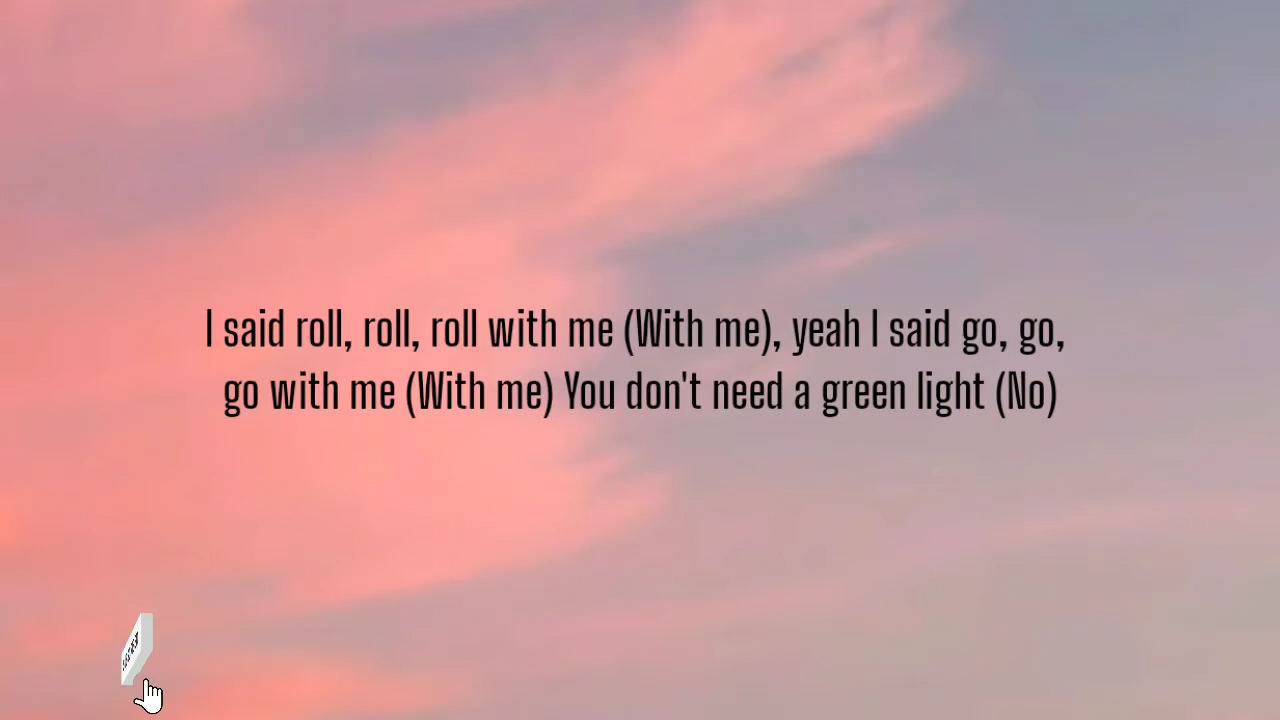 I said roll, roll, roll with me (With me), yeah I said go, go,
go with me (With me) You don't need a green light (No)